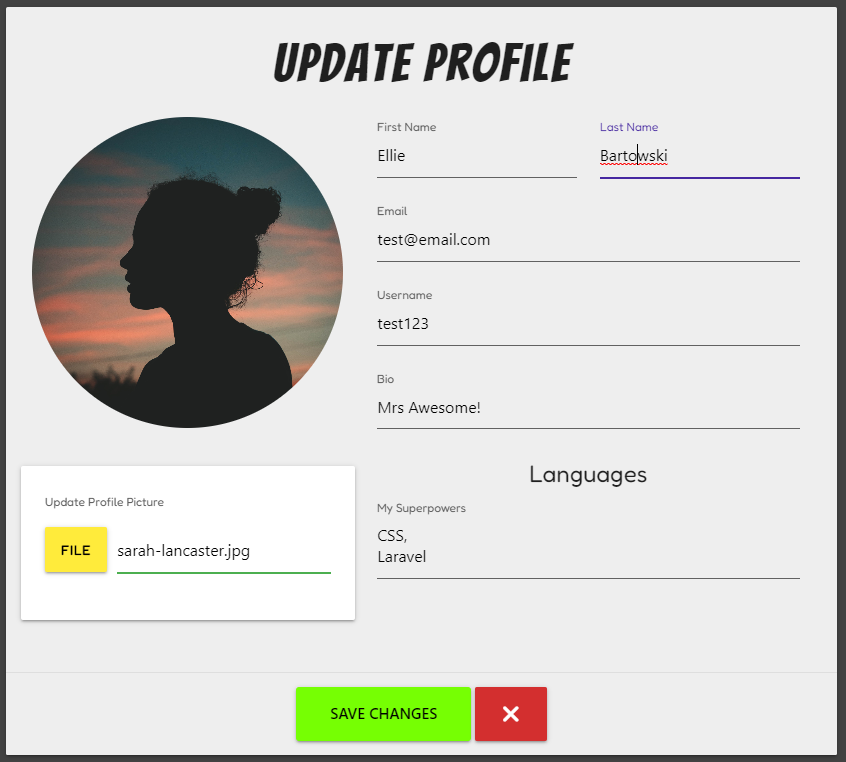 UPDATE PROFILE
First Name
Last Name
Ellie
Bartowski
Email
test@email.com
Username
test123
Bio
Mrs Awesome!
Languages
My Superpowers
CSS,
Laravel
Update Profile Picture
FILE
sarah-lancaster.jpg
SAVE CHANGES